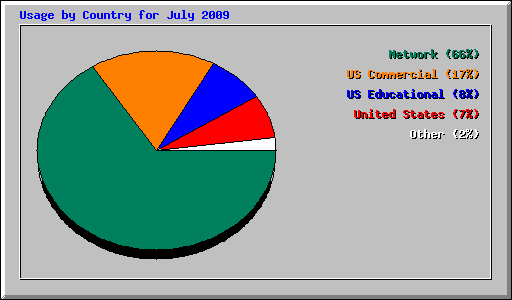 Usage by Country for July 2009
Network (66%)
US Commercial (17%)
US Educational (8%)
United States (7%)
Other (2%)